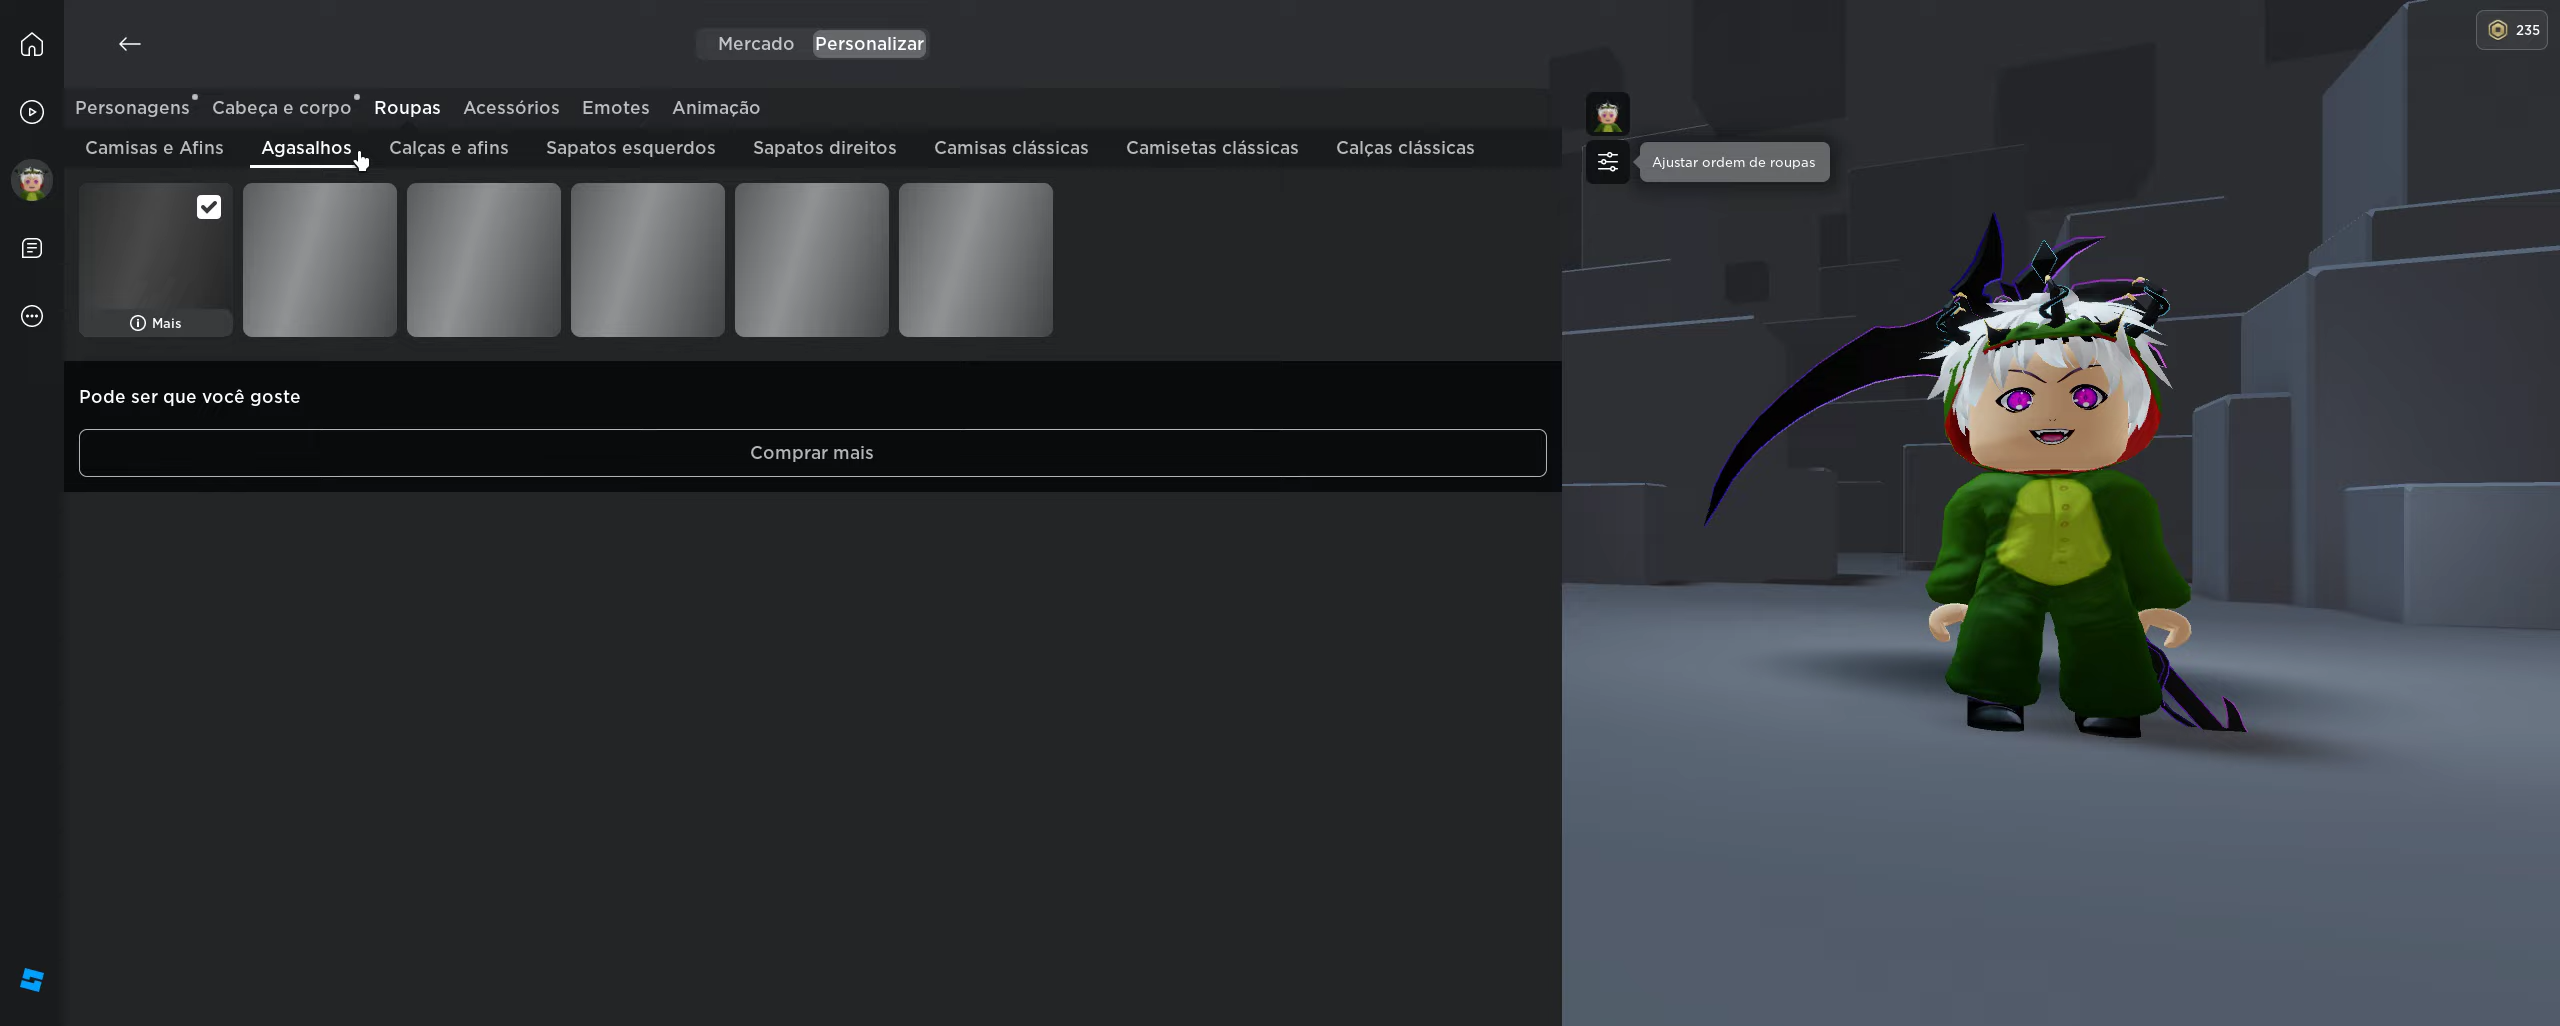 Mercado Personalizar
235
Personagens Cabeça e corpo Roupas Acessórios Emotes Animação
Camisas e Afins Agasalhos Calças e afins Sapatos esquerdos Sapatos direitos Camisas clássicas Camisetas clássicas Calças clássicas
Ajustar ordem de roupas
Mais
Pode ser que você goste
Comprar mais